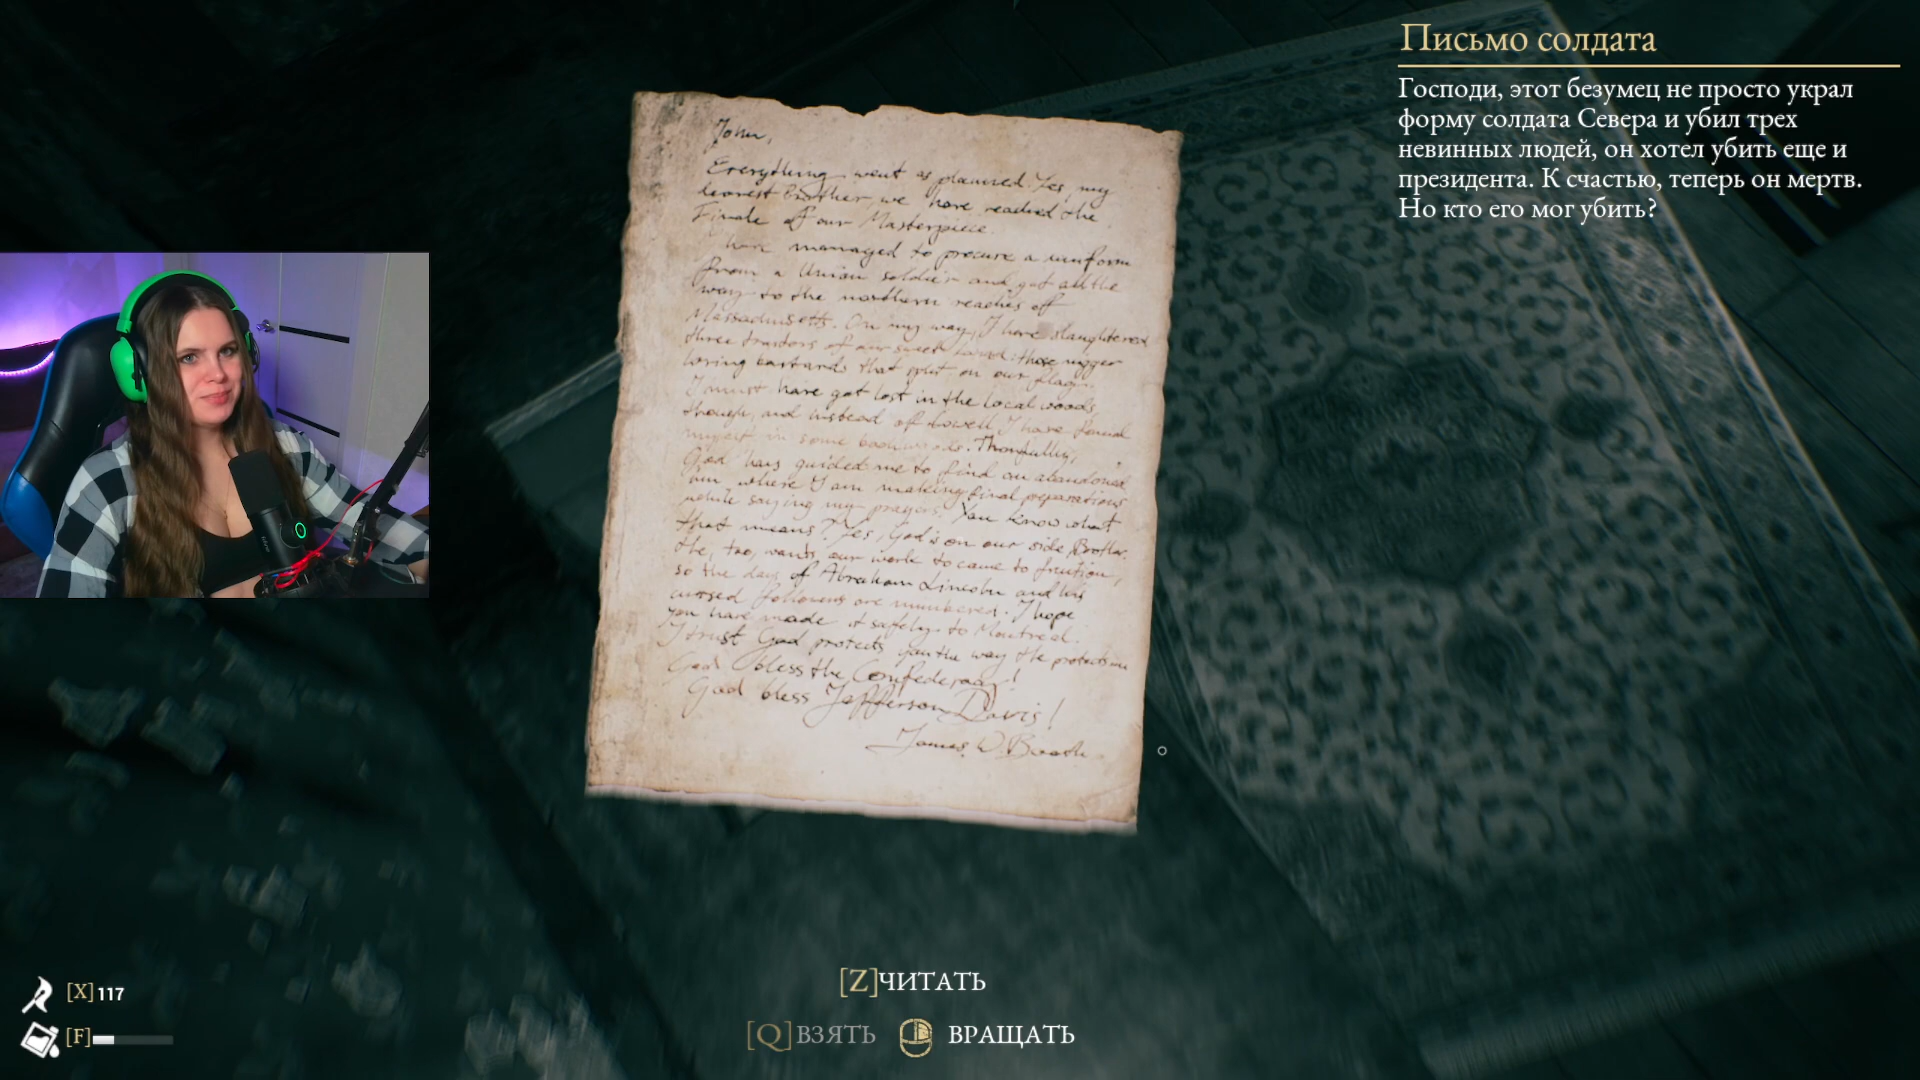 Письмо солдата
Господи, этот безумец не просто украл
форму солдата Севера и убил трех
невинных людей, он хотел убить еще и
президента. К счастью, теперь он мертв.
Но кто его мог убить?
John,
Everything went as planned. Yes, my
dearest Brother, we have reached the
Finale of our Masterpiece.
I have managed to procure a uniform
from a Union soldier and got all the
way to the northern reaches off
Massachusetts. On my way, I have slaughtered
three traitors of our sweet land: those nigger
loving bastards that spit on our flag.
I must have got lost in the local woods,
though, and instead of Lowell I have found
myself in some backwoods. Thankfully,
God has guided me to find an abandoned
inn where I am making final preparations
while saying my prayers. You know what
that means? Yes, God is on our side, Brother.
He, too, wants our work to come to fruition,
so the days of Abraham Lincoln and his
cursed followers are numbered. I hope
you have made it safely to Montreal.
I trust God protects you the way He protects me
God bless the Confederacy!
God bless Jefferson Davis!
James W. Booth
[X] 117
[F]
[Z] ЧИТАТЬ
[Q] ВЗЯТЬ ВРАЩАТЬ